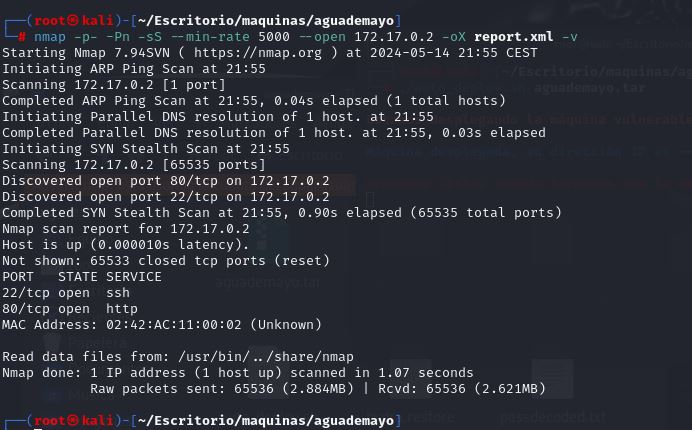 ┌──(root㉿kali)-[~/Escritorio/maquinas/aguademayo]
└─# nmap -p- -Pn -sS --min-rate 5000 --open 172.17.0.2 -oX report.xml -v
Starting Nmap 7.94SVN ( https://nmap.org ) at 2024-05-14 21:55 CEST
Initiating ARP Ping Scan at 21:55
Scanning 172.17.0.2 [1 port]
Completed ARP Ping Scan at 21:55, 0.04s elapsed (1 total hosts)
Initiating Parallel DNS resolution of 1 host. at 21:55
Completed Parallel DNS resolution of 1 host. at 21:55, 0.03s elapsed
Initiating SYN Stealth Scan at 21:55
Scanning 172.17.0.2 [65535 ports]
Discovered open port 80/tcp on 172.17.0.2
Discovered open port 22/tcp on 172.17.0.2
Completed SYN Stealth Scan at 21:55, 0.90s elapsed (65535 total ports)
Nmap scan report for 172.17.0.2
Host is up (0.000010s latency).
Not shown: 65533 closed tcp ports (reset)
PORT   STATE SERVICE
22/tcp open  ssh
80/tcp open  http
MAC Address: 02:42:AC:11:00:02 (Unknown)
aguademayo.tar
Papelera
Read data files from: /usr/bin/../share/nmap
Nmap done: 1 IP address (1 host up) scanned in 1.07 seconds
           Raw packets sent: 65536 (2.884MB) | Rcvd: 65536 (2.621MB)
passdecoded.txt
┌──(root㉿kali)-[~/Escritorio/maquinas/aguademayo]